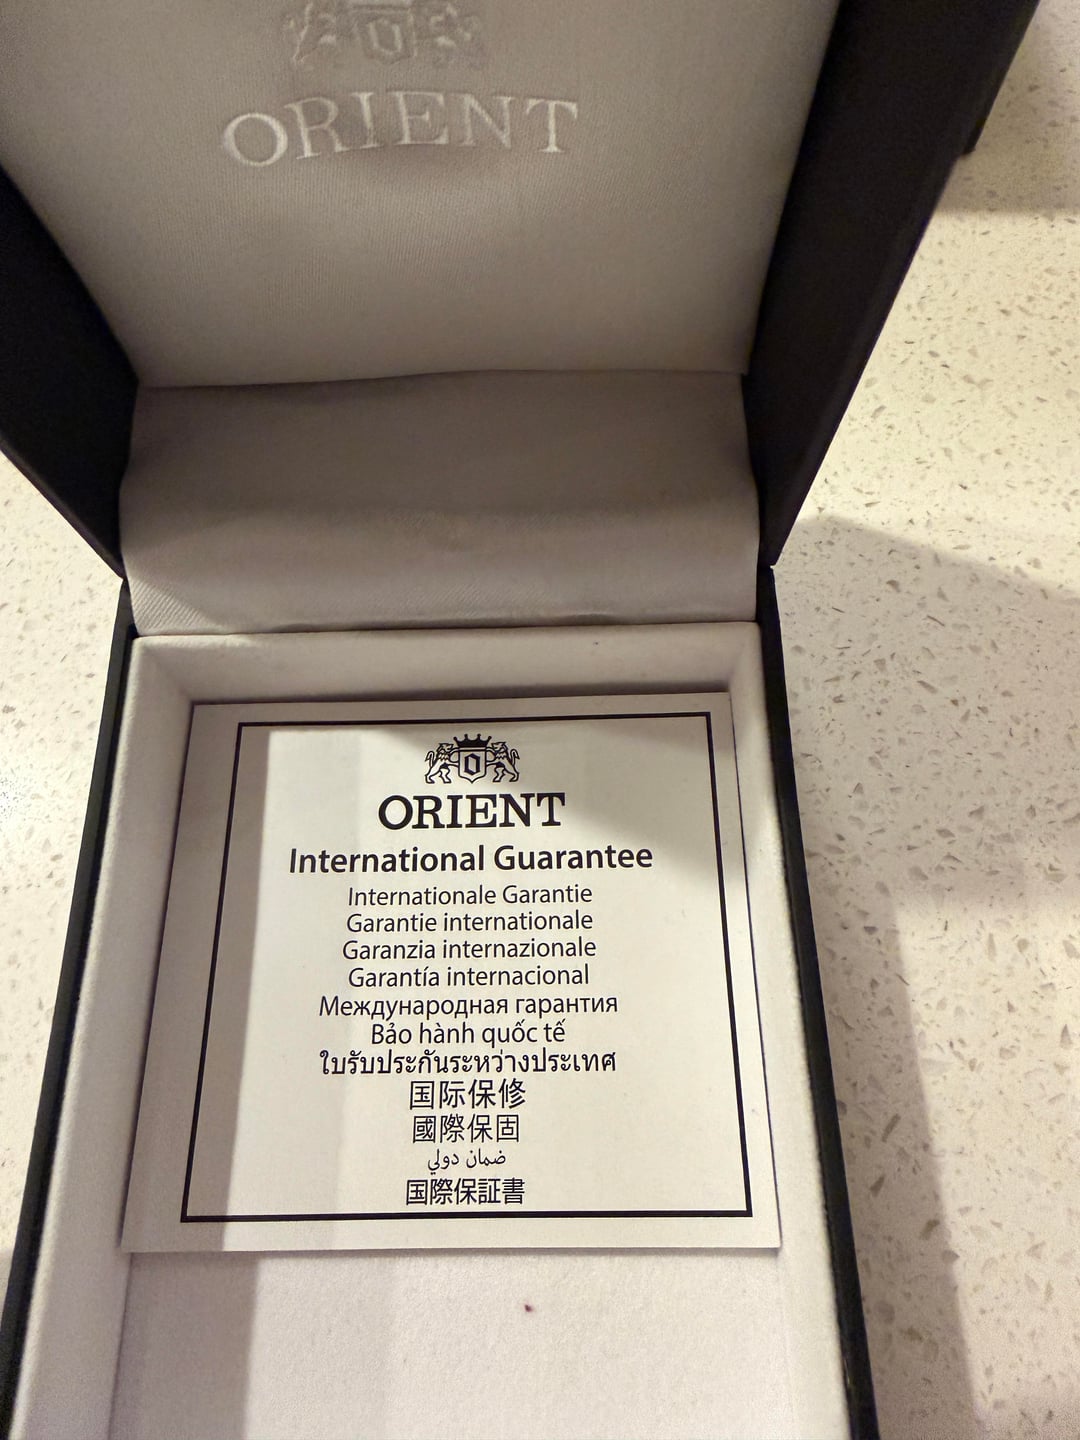 O
ORIENT
O
ORIENT
International Guarantee
Internationale Garantie
Garantie internationale
Garanzia internazionale
Garantía internacional
Международная гарантия
Bảo hành quốc tế
ใบรับประกันระหว่างประเทศ
国际保修
國際保固
ضمان دولي
国際保証書